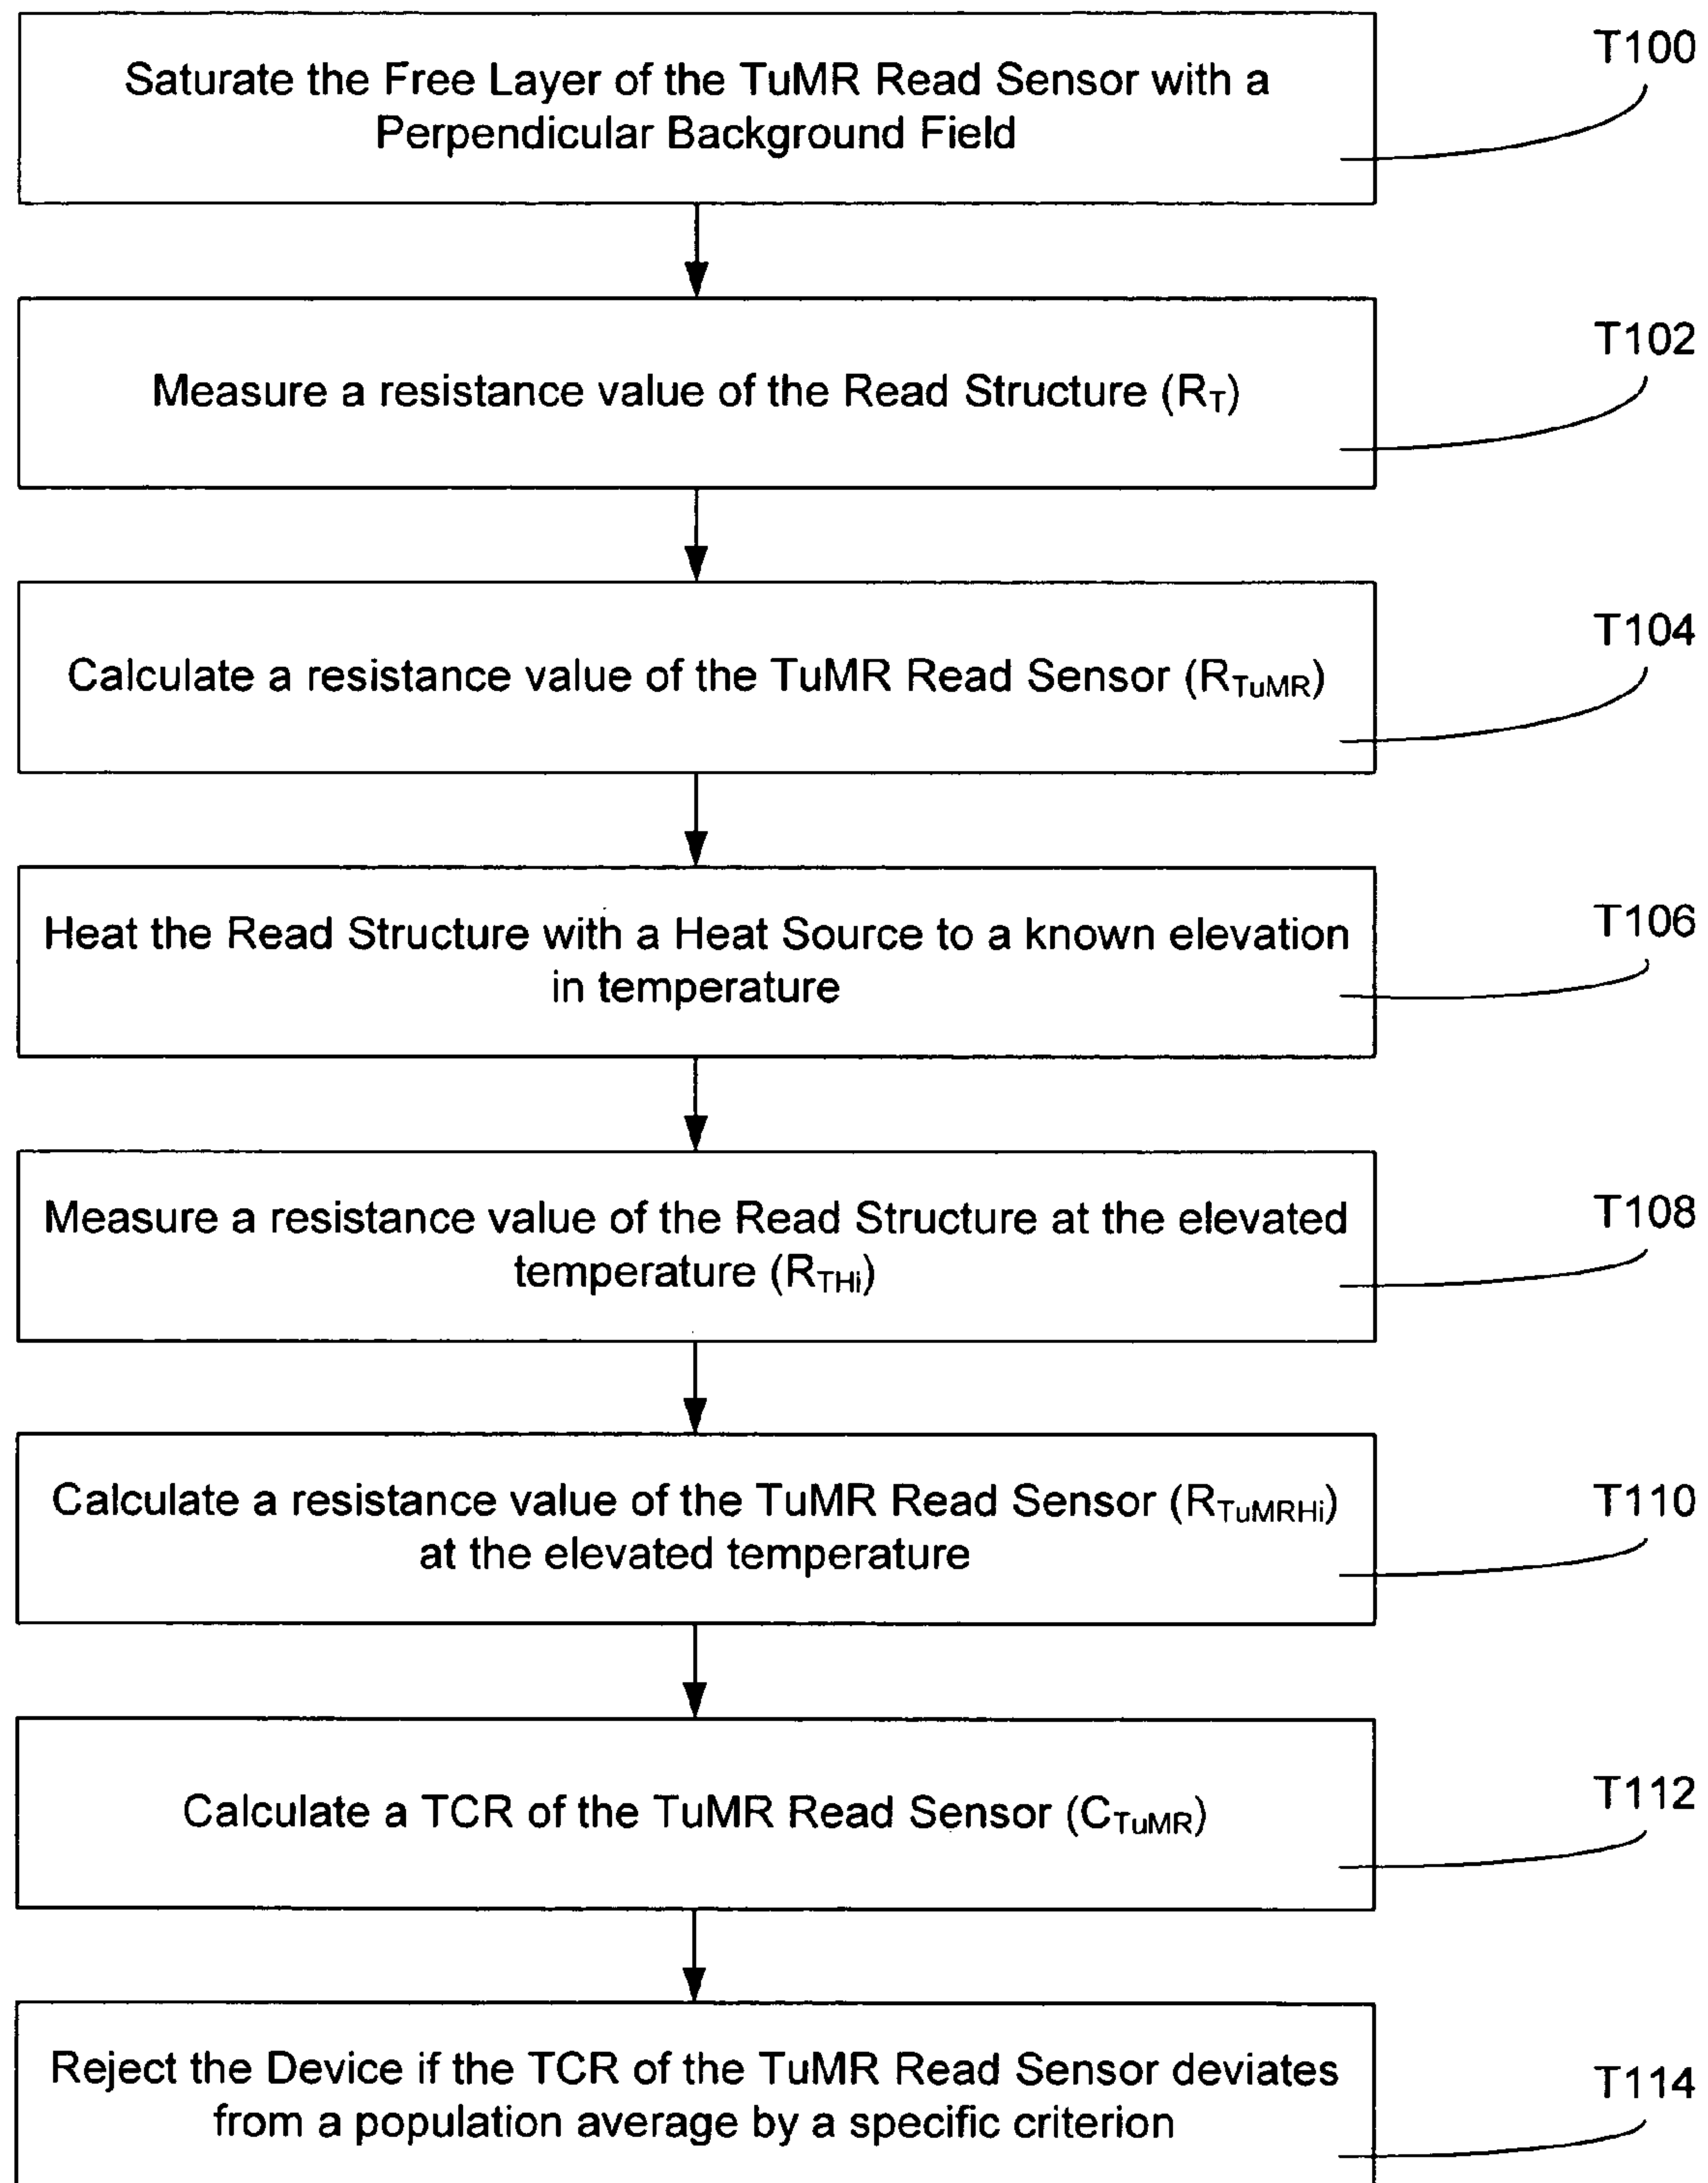 T100
Saturate the Free Layer of the TuMR Read Sensor with a
Perpendicular Background Field
T102
Measure a resistance value of the Read Structure (R_T)
T104
Calculate a resistance value of the TuMR Read Sensor (R_TuMR)
T106
Heat the Read Structure with a Heat Source to a known elevation
in temperature
T108
Measure a resistance value of the Read Structure at the elevated
temperature (R_THi)
T110
Calculate a resistance value of the TuMR Read Sensor (R_TuMRHi)
at the elevated temperature
T112
Calculate a TCR of the TuMR Read Sensor (C_TuMR)
T114
Reject the Device if the TCR of the TuMR Read Sensor deviates
from a population average by a specific criterion